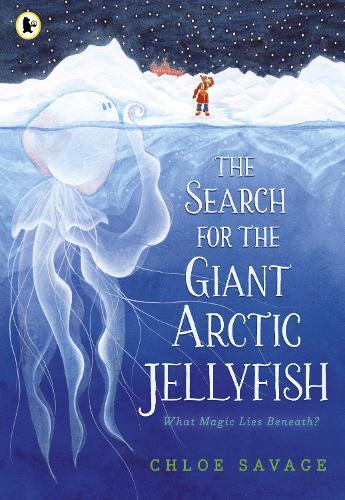 THE
SEARCH
FOR THE
GIANT
ARCTIC
JELLYFISH
What Magic Lies Beneath?
CHLOE SAVAGE